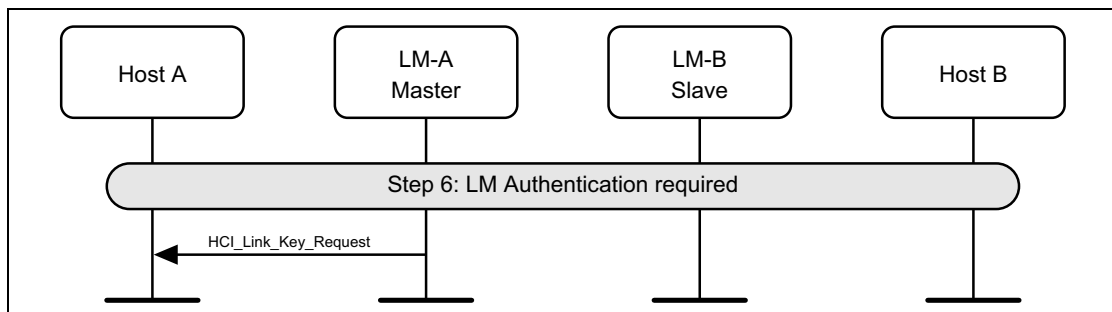 Host A
LM-A
Master
LM-B
Slave
Host B
Step 6: LM Authentication required
HCI_Link_Key_Request